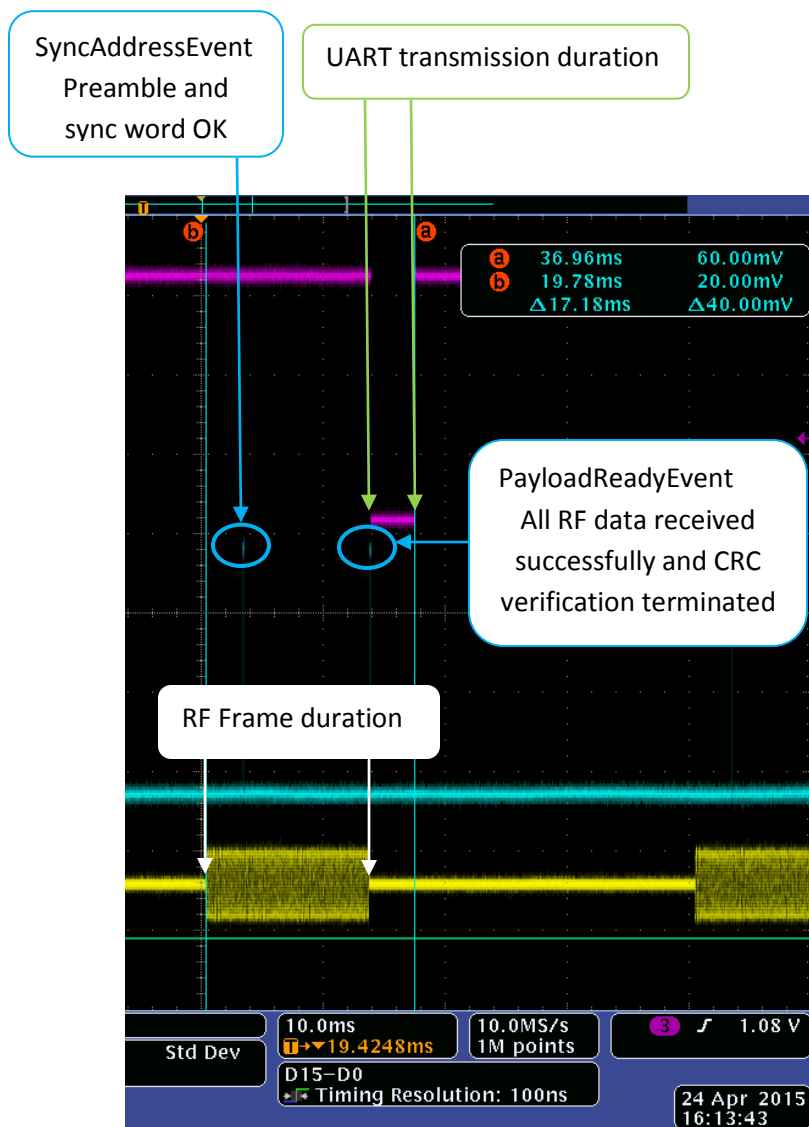 SyncAddressEvent
Preamble and
sync word OK
UART transmission duration
T
b
a
a 36.96ms 60.00mV
b 19.78ms 20.00mV
Δ17.18ms Δ40.00mV
PayloadReadyEvent
All RF data received
successfully and CRC
verification terminated
RF Frame duration
Std Dev
10.0ms
T→▼19.4248ms
10.0MS/s
1M points
3 1.08 V
D15-D0
Timing Resolution: 100ns
24 Apr 2015
16:13:43